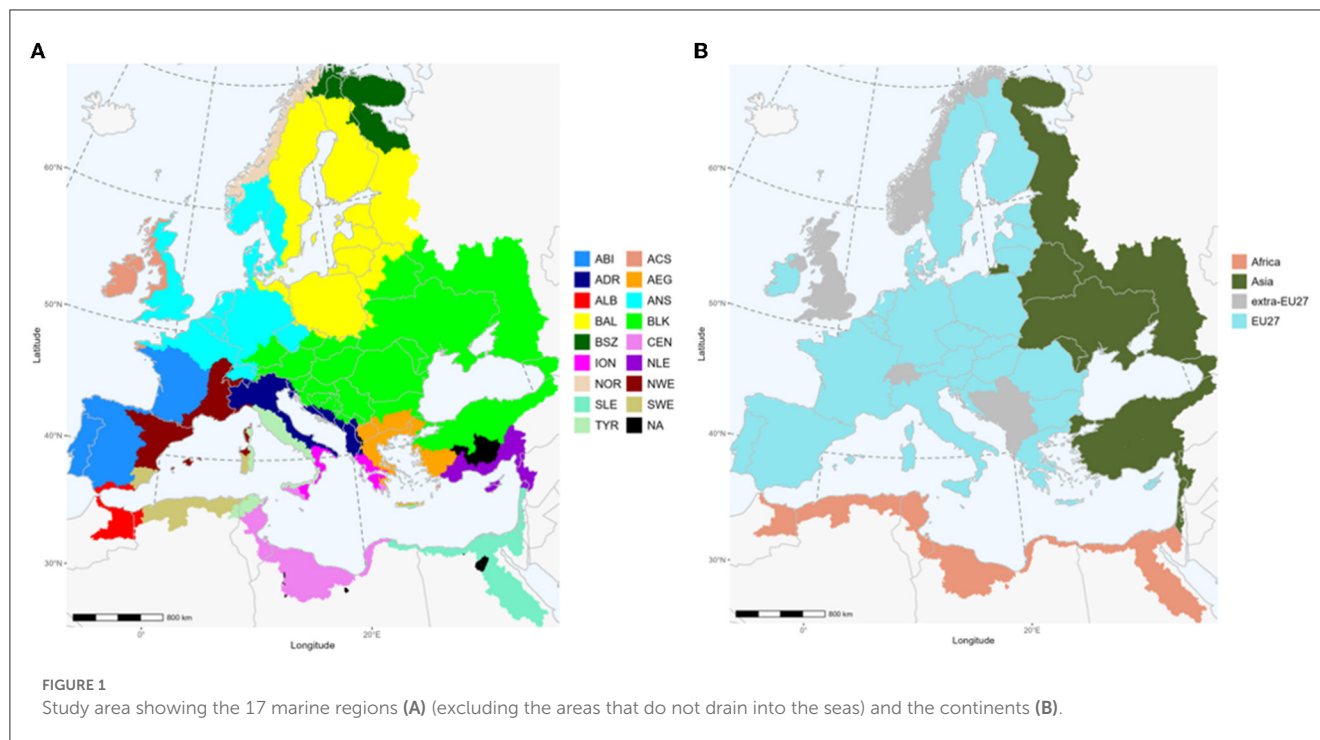 A
B
60°N
50°N
40°N
30°N
Latitude
800 km
0°
20°E
Longitude
ABI ACS
ADR AEG
ALB ANS
BAL BLK
BSZ CEN
ION NLE
NOR NWE
SLE SWE
TYR NA
60°N
50°N
40°N
30°N
Latitude
800 km
0°
20°E
Longitude
Africa
Asia
extra-EU27
EU27
FIGURE 1
Study area showing the 17 marine regions (A) (excluding the areas that do not drain into the seas) and the continents (B).